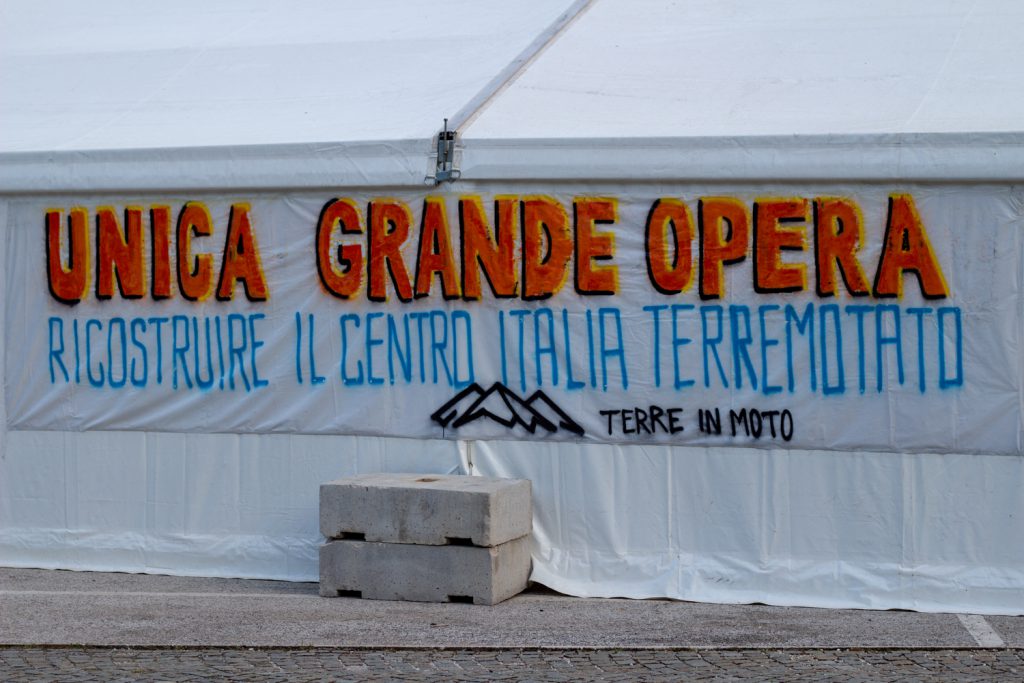 UNICA GRANDE OPERA
RICOSTRUIRE IL CENTRO ITALIA TERREMOTATO
TERRE IN MOTO